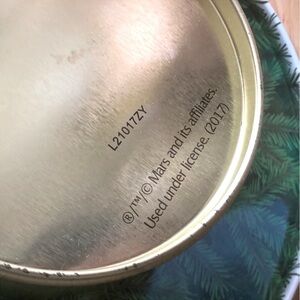 L21017ZY
®/™/© Mars and its affiliates.
Used under license. (2017)